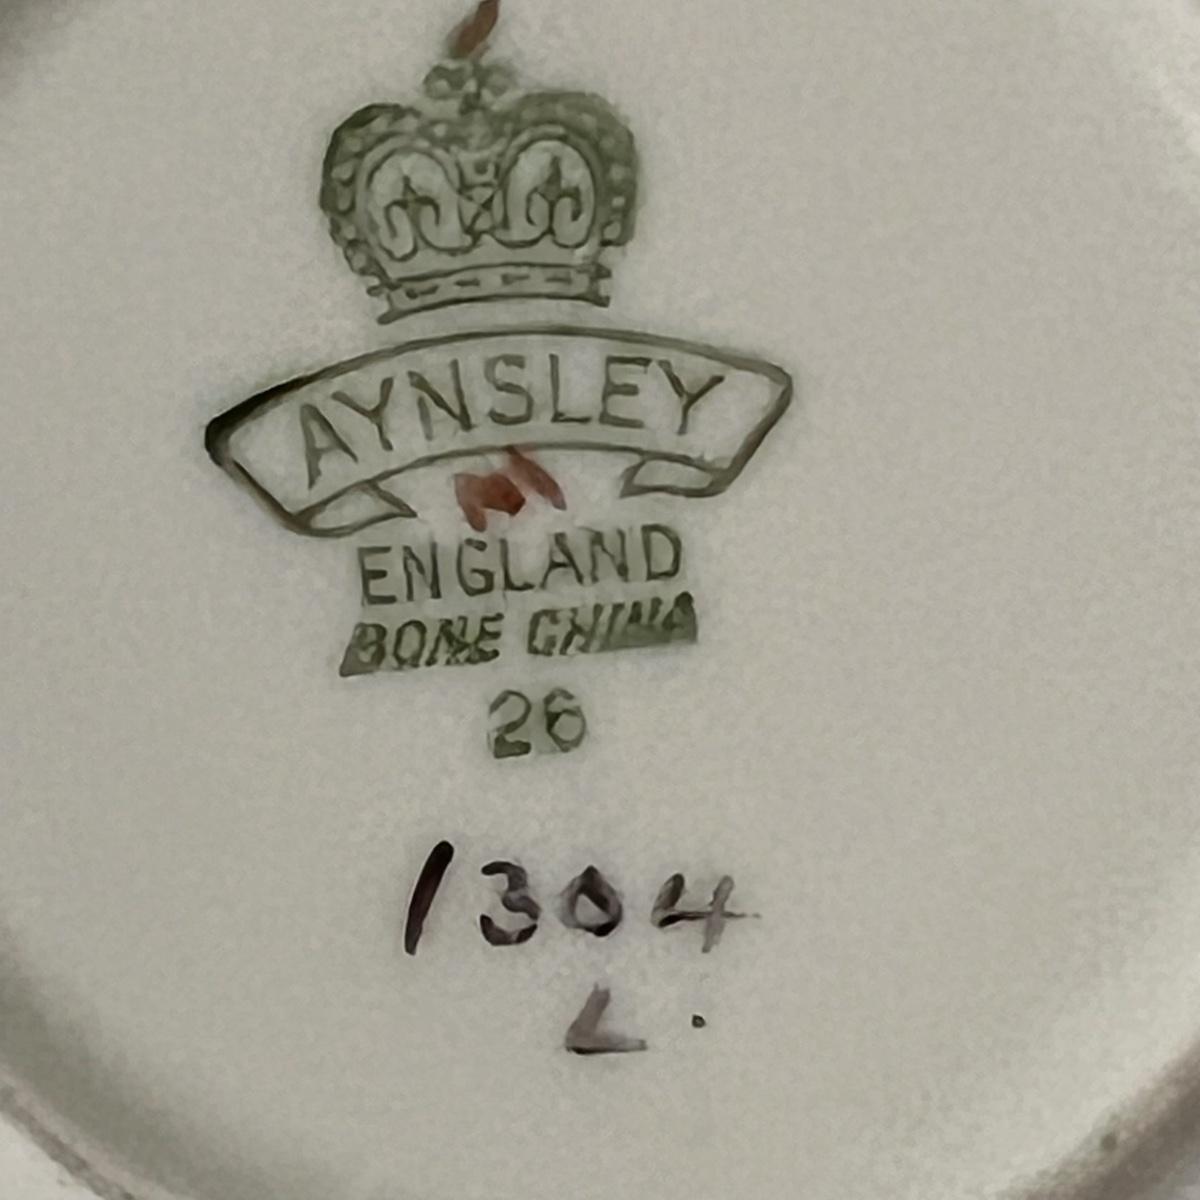 AYNSLEY
ENGLAND
BONE CHINA
26
1304
L.